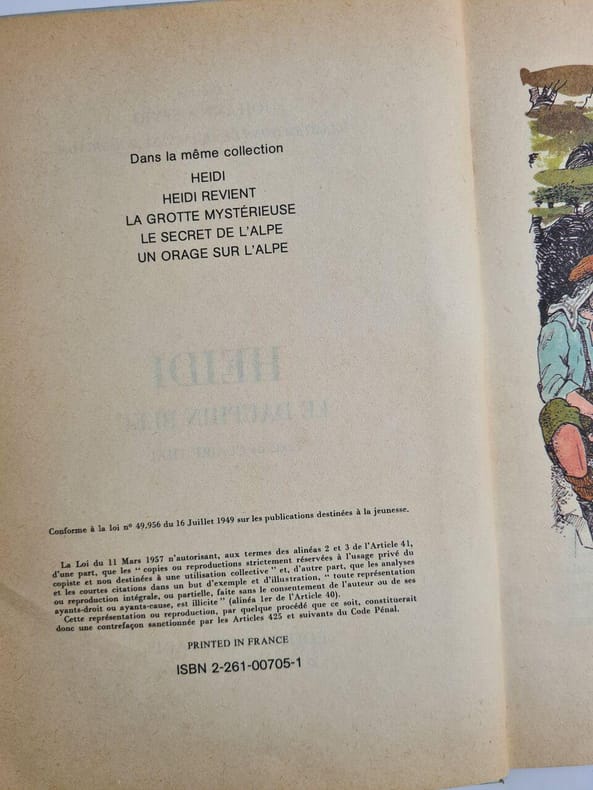 Dans la même collection
HEIDI
HEIDI REVIENT
LA GROTTE MYSTÉRIEUSE
LE SECRET DE L'ALPE
UN ORAGE SUR L'ALPE
HEIDI
LE DAUPHIN BLEU
Conforme à la loi nº 49,956 du 16 Juillet 1949 sur les publications destinées à la jeunesse.
La Loi du 11 Mars 1957 n'autorisant, aux termes des alinéas 2 et 3 de l'Article 41,
d'une part, que les " copies ou reproductions strictement réservées à l'usage privé du
copiste et non destinées à une utilisation collective " et, d'autre part, que les analyses
et les courtes citations dans un but d'exemple et d'illustration, " toute représentation
ou reproduction intégrale, ou partielle, faite sans le consentement de l'auteur ou de ses
ayants-droit ou ayants-cause, est illicite " (alinéa 1er de l'Article 40).
Cette représentation ou reproduction, par quelque procédé que ce soit, constituerait
donc une contrefaçon sanctionnée par les Articles 425 et suivants du Code Pénal.
PRINTED IN FRANCE
ISBN 2-261-00705-1